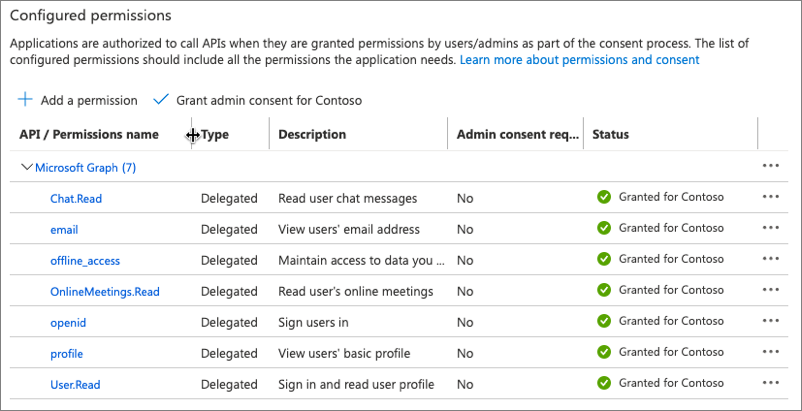 Configured permissions
Applications are authorized to call APIs when they are granted permissions by users/admins as part of the consent process. The list of
configured permissions should include all the permissions the application needs. Learn more about permissions and consent
Add a permission Grant admin consent for Contoso
API / Permissions name Type Description Admin consent req... Status
Microsoft Graph (7) ...
Chat.Read Delegated Read user chat messages No Granted for Contoso ...
email Delegated View users' email address No Granted for Contoso ...
offline_access Delegated Maintain access to data you ... No Granted for Contoso ...
OnlineMeetings.Read Delegated Read user's online meetings No Granted for Contoso ...
openid Delegated Sign users in No Granted for Contoso ...
profile Delegated View users' basic profile No Granted for Contoso ...
User.Read Delegated Sign in and read user profile No Granted for Contoso ...